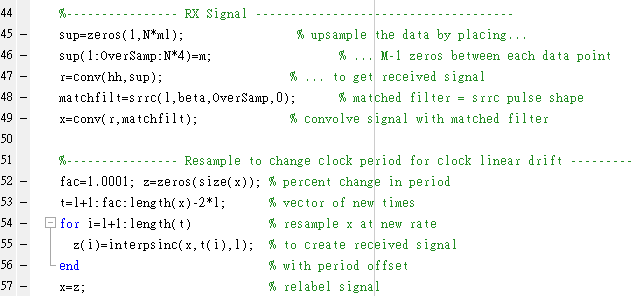 44 %--------------- RX Signal -----------------------------------
45 – sup=zeros(1,N*ml); % upsample the data by placing...
46 – sup(1:OverSamp:N*4)=m; % ... M-1 zeros between each data point
47 – r=conv(hh,sup); % ... to get received signal
48 – matchfilt=srrc(l,beta,OverSamp,0); % matched filter = srrc pulse shape
49 – x=conv(r,matchfilt); % convolve signal with matched filter
50
51 %--------------- Resample to change clock period for clock linear drift ---------
52 – fac=1.0001; z=zeros(size(x)); % percent change in period
53 – t=l+1:fac:length(x)-2*l; % vector of new times
54 – for i=l+1:length(t) % resample x at new rate
55 – z(i)=interpsinc(x,t(i),l); % to create received signal
56 – end % with period offset
57 – x=z; % relabel signal